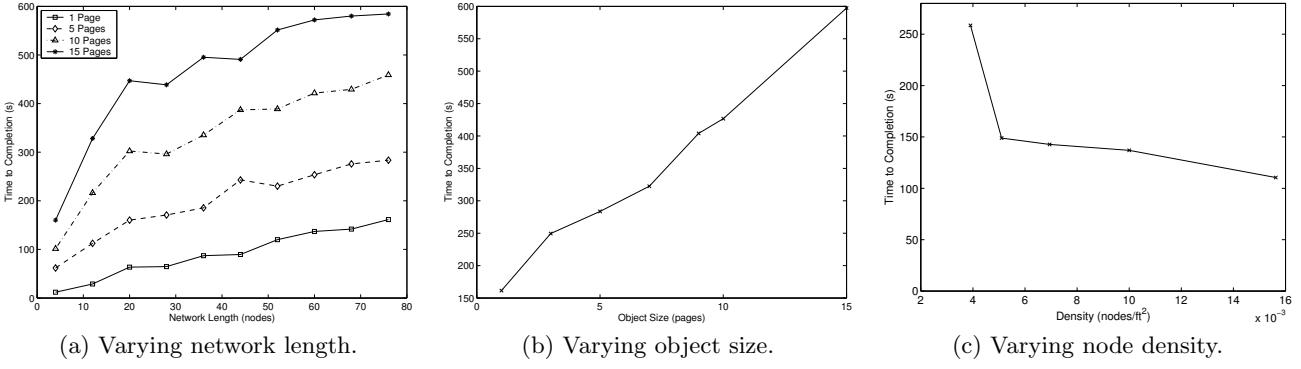 1 Page
5 Pages
10 Pages
15 Pages
600
500
400
300
200
100
0
Time to Completion (s)
0 10 20 30 40 50 60 70 80
Network Length (nodes)
(a) Varying network length.
600
550
500
450
400
350
300
250
200
150
Time to Completion (s)
0 5 10 15
Object Size (pages)
(b) Varying object size.
250
200
150
100
50
0
Time to Completion (s)
2 4 6 8 10 12 14 16
Density (nodes/ft²)
x 10⁻³
(c) Varying node density.